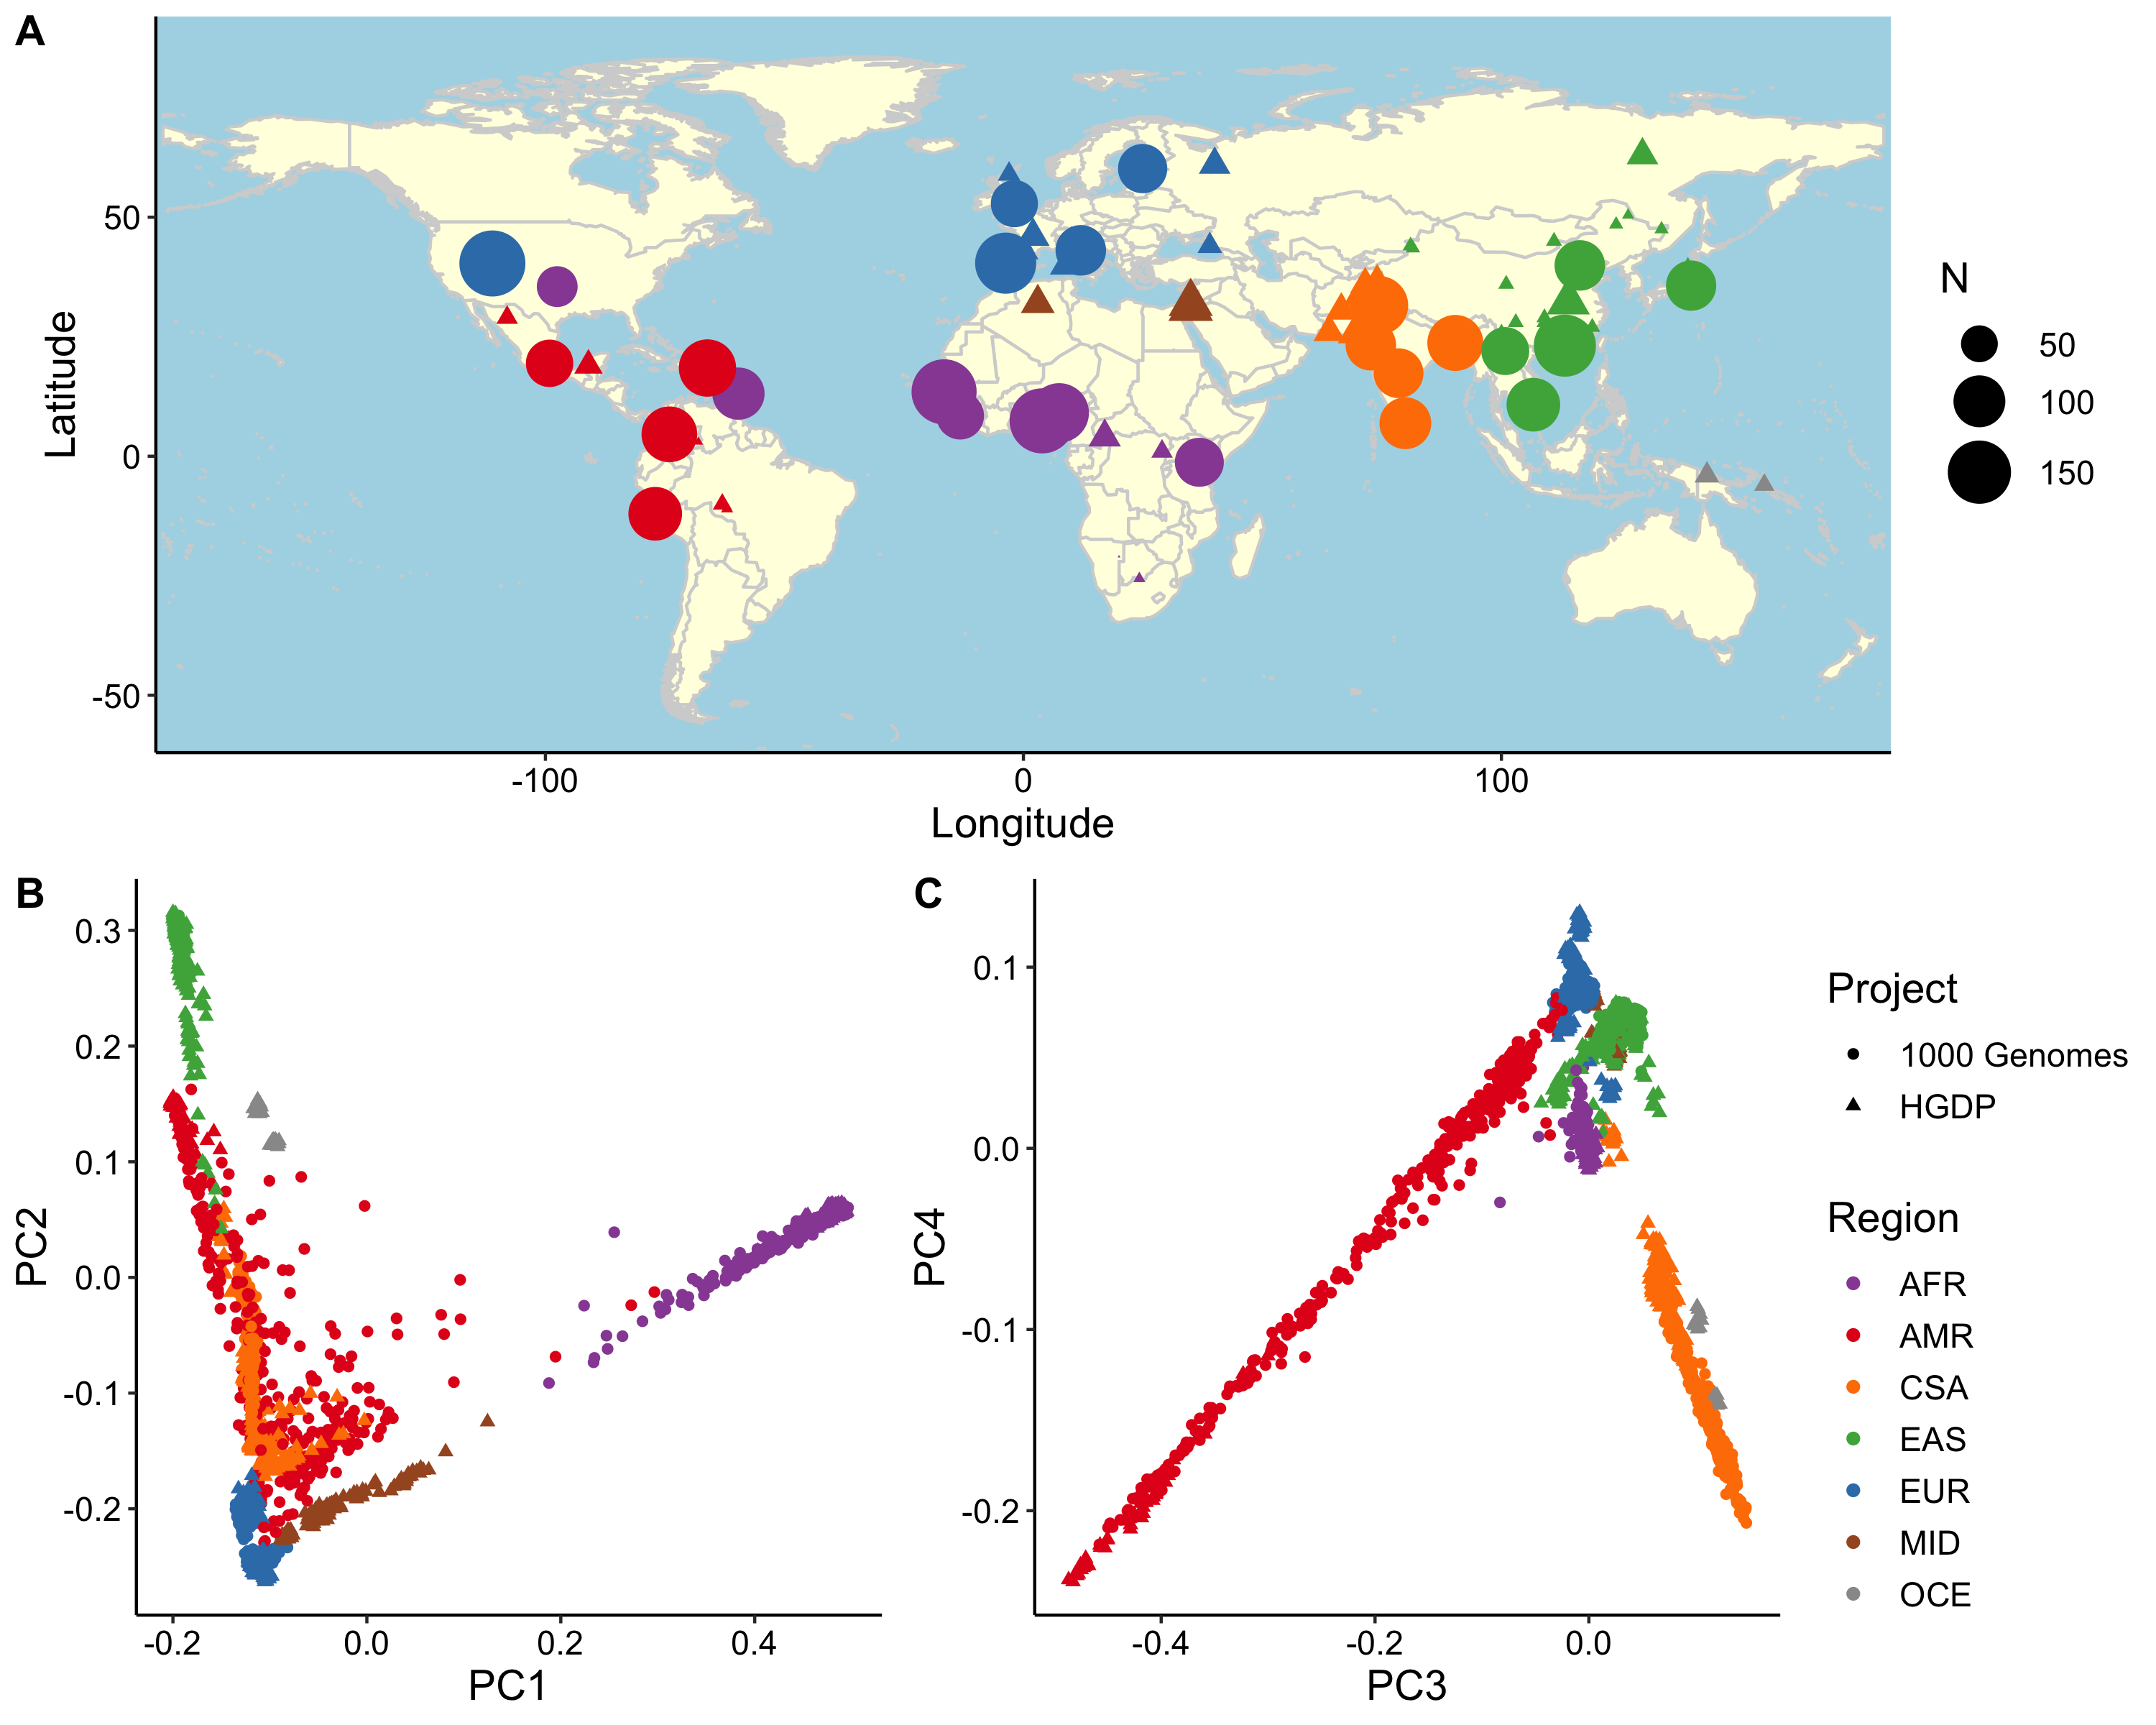 A
Latitude
50
0
-50
-100
0
100
Longitude
N
50
100
150
B
PC2
0.3
0.2
0.1
0.0
-0.1
-0.2
-0.2
0.0
0.2
0.4
PC1
C
PC4
0.1
0.0
-0.1
-0.2
-0.4
-0.2
0.0
PC3
Project
1000 Genomes
HGDP
Region
AFR
AMR
CSA
EAS
EUR
MID
OCE